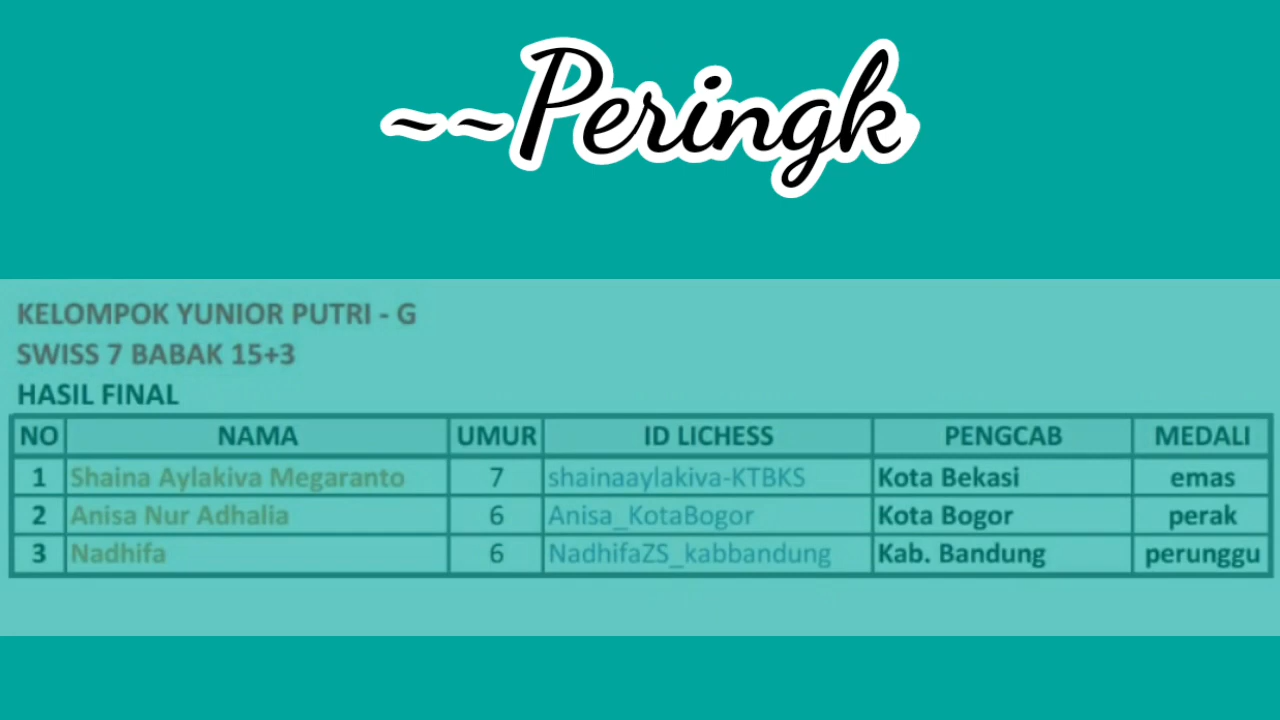 ~~Peringk
KELOMPOK YUNIOR PUTRI - G
SWISS 7 BABAK 15+3
HASIL FINAL
NO NAMA UMUR ID LICHESS PENGCAB MEDALI
1 Shaina Aylakiva Megaranto 7 shainaaylakiva-KTBKS Kota Bekasi emas
2 Anisa Nur Adhalia 6 Anisa_KotaBogor Kota Bogor perak
3 Nadhifa 6 NadhifaZS_kabbandung Kab. Bandung perunggu